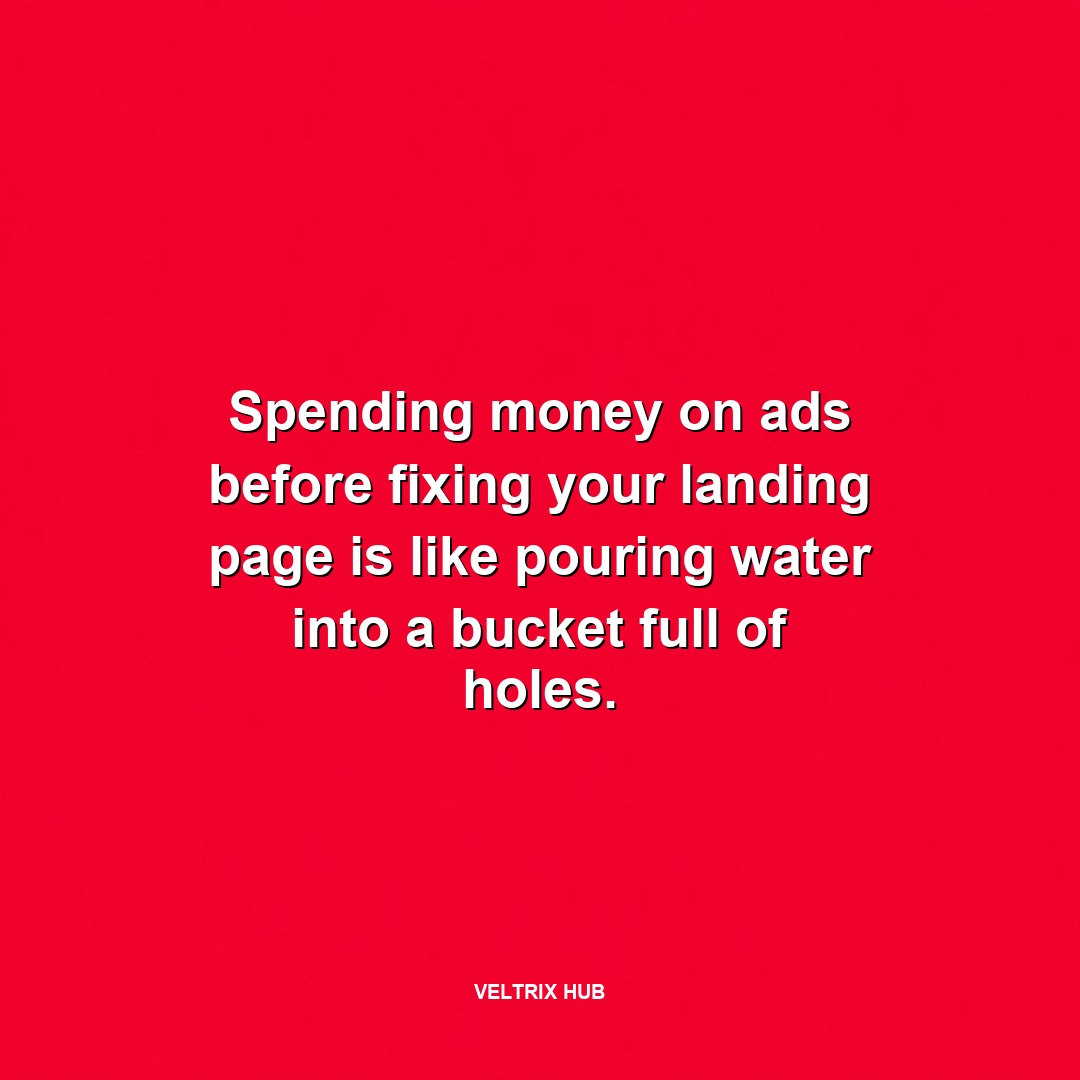 Spending money on ads
before fixing your landing
page is like pouring water
into a bucket full of
holes.
VELTRIX HUB